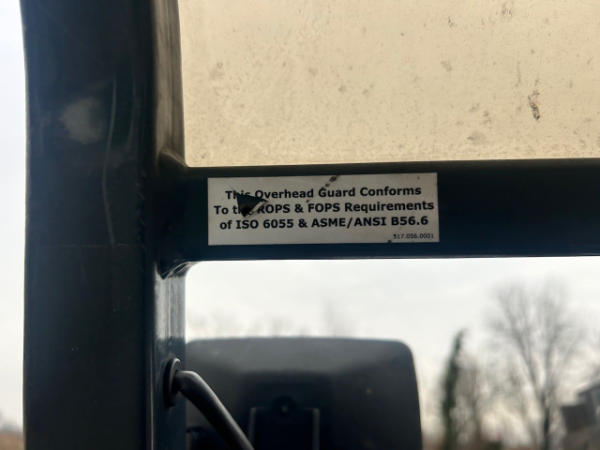 This Overhead Guard Conforms
To the ROPS & FOPS Requirements
of ISO 6055 & ASME/ANSI B56.6
517.056.0001